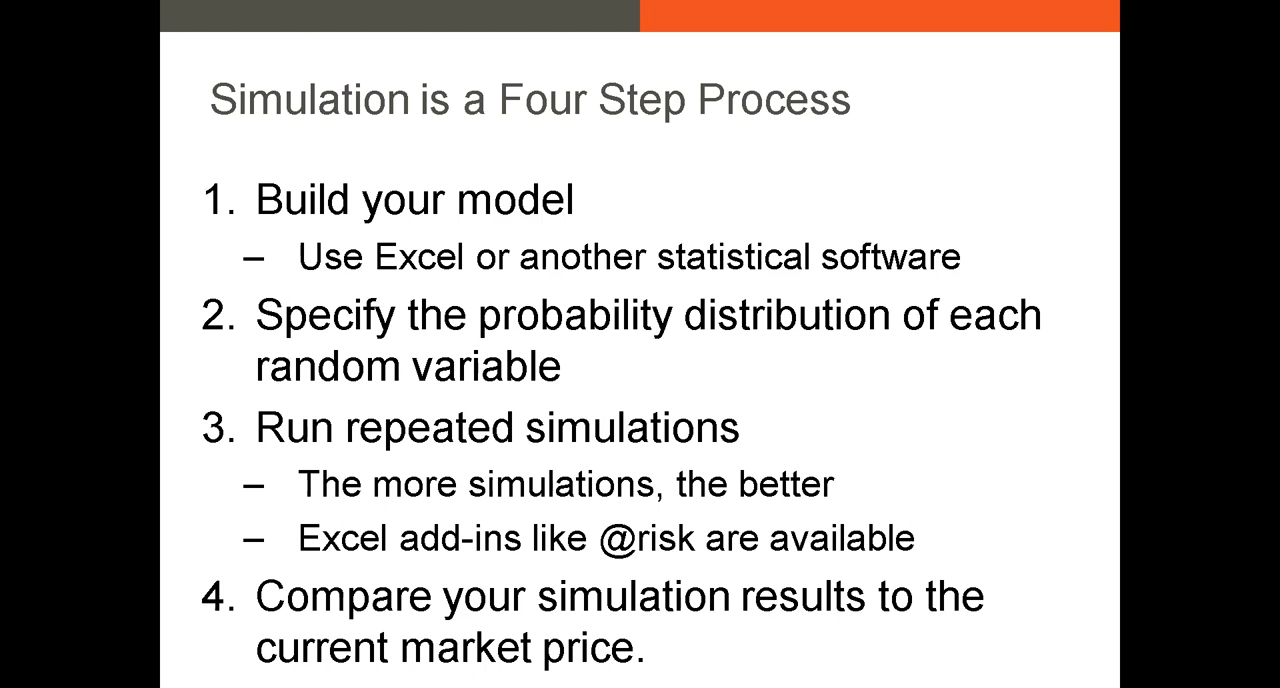 Simulation is a Four Step Process
1. Build your model
– Use Excel or another statistical software
2. Specify the probability distribution of each
random variable
3. Run repeated simulations
– The more simulations, the better
– Excel add-ins like @risk are available
4. Compare your simulation results to the
current market price.